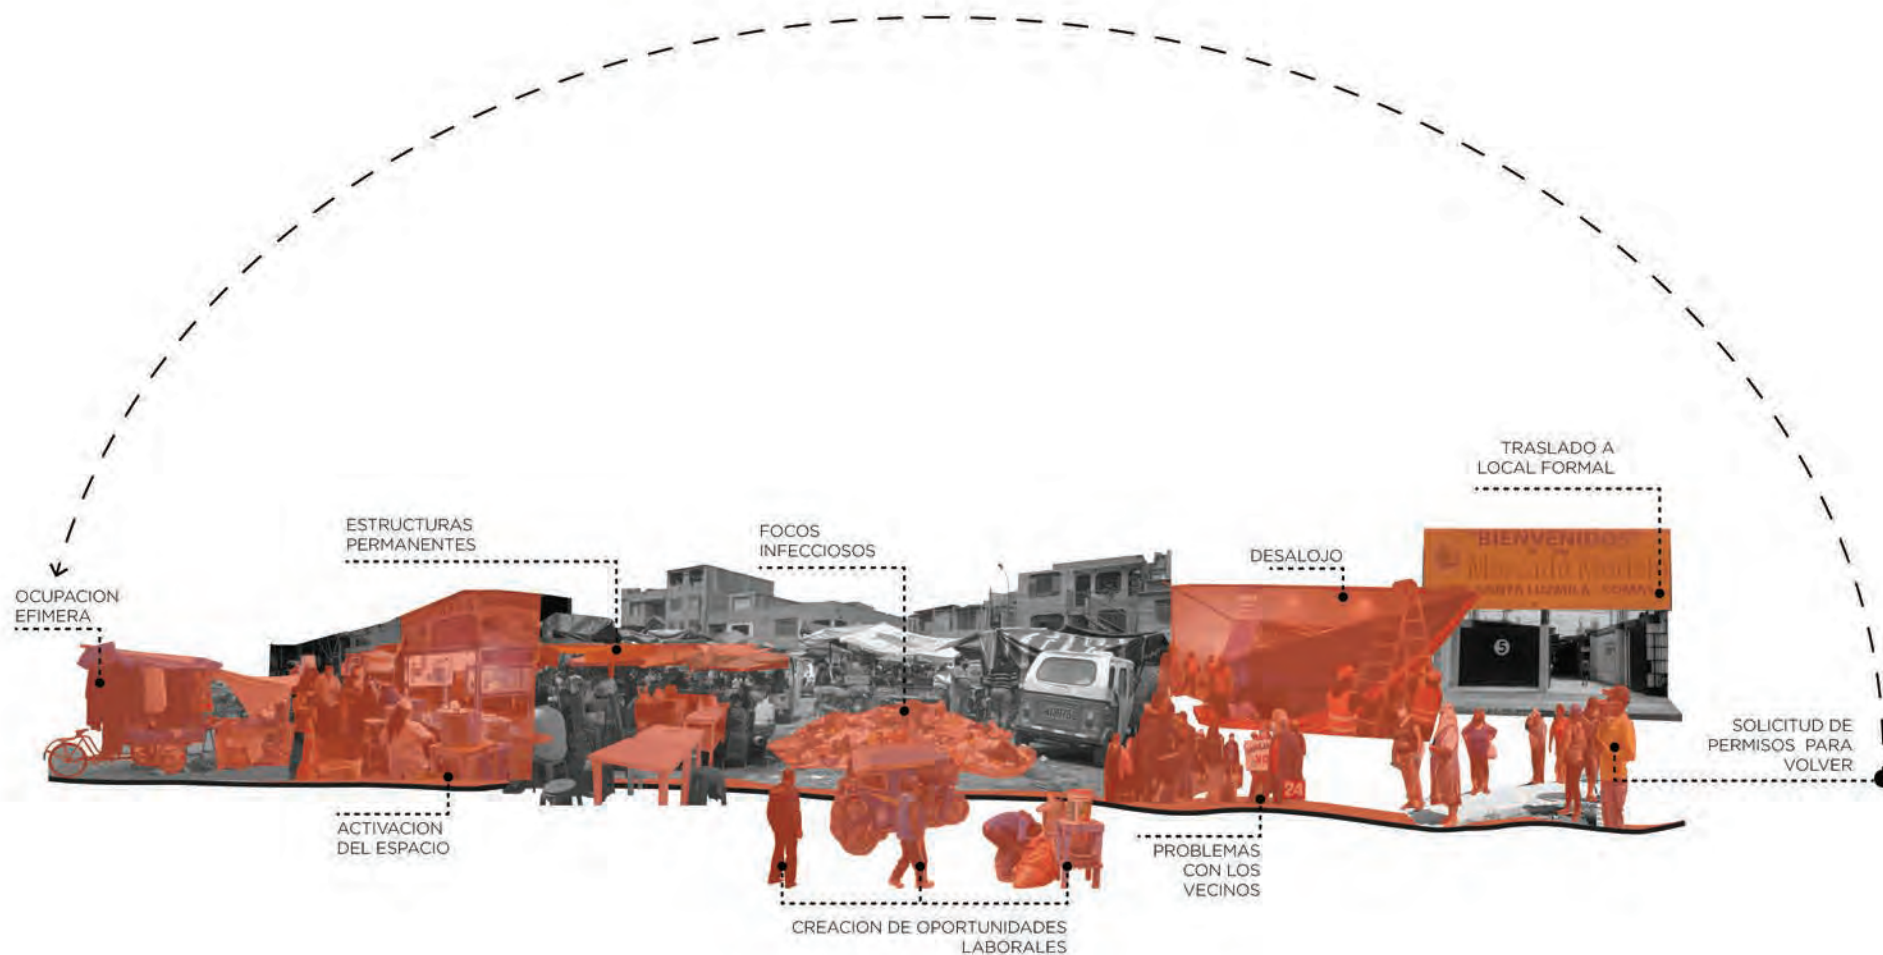 TRASLADO A
LOCAL FORMAL
ESTRUCTURAS
PERMANENTES
FOCOS
INFECCIOSOS
DESALOJO
BIENVENIDOS
OCUPACION
EFIMERA
5
SOLICITUD DE
PERMISOS PARA
VOLVER
24
ACTIVACION
DEL ESPACIO
PROBLEMAS
CON LOS
VECINOS
CREACION DE OPORTUNIDADES
LABORALES